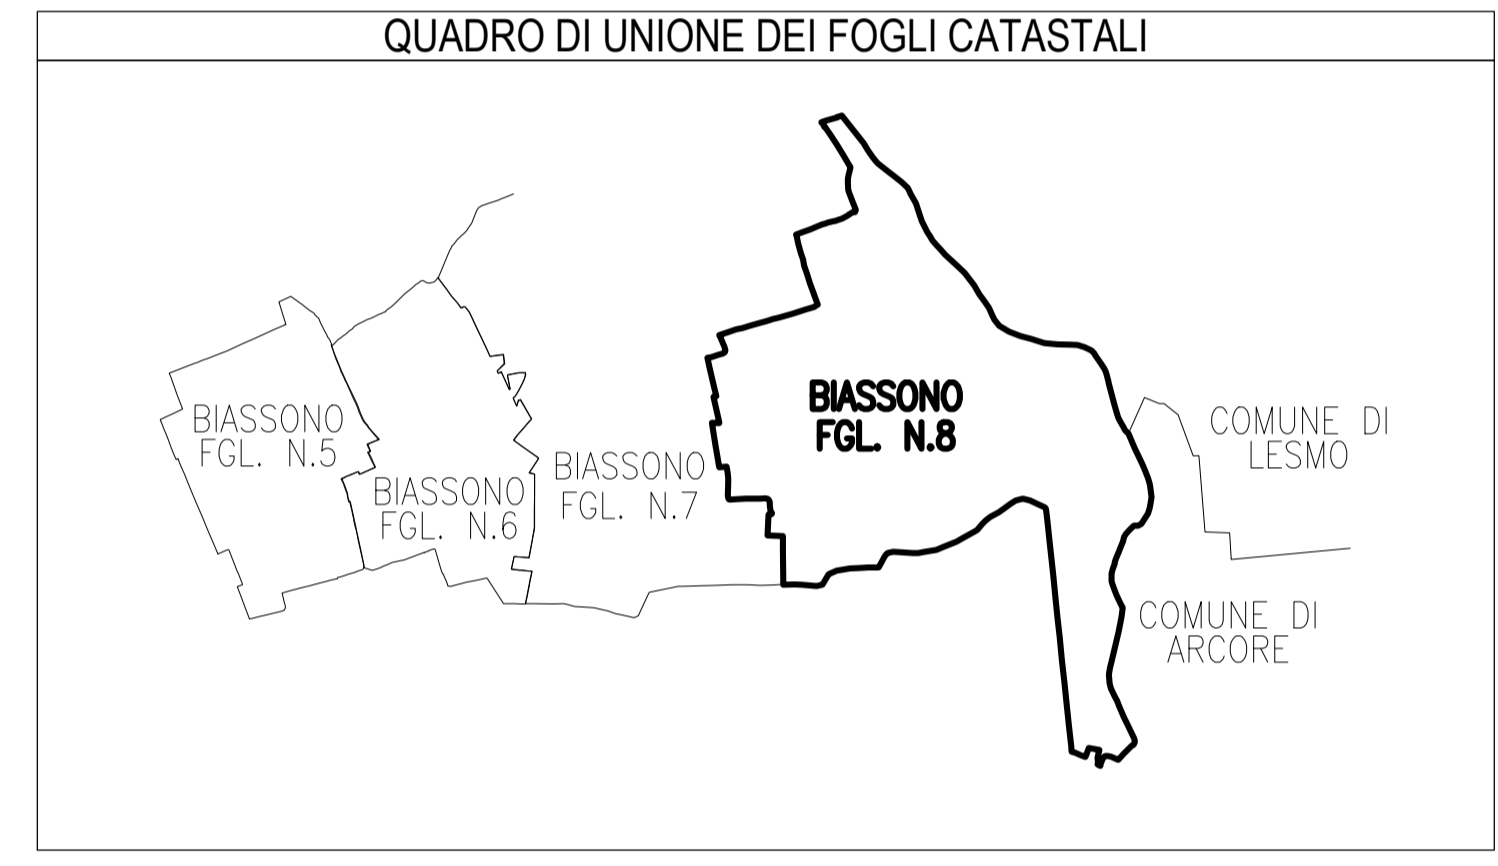 QUADRO DI UNIONE DEI FOGLI CATASTALI
BIASSONO
FGL. N.5
BIASSONO
FGL. N.6
BIASSONO
FGL. N.7
BIASSONO
FGL. N.8
COMUNE DI
LESMO
COMUNE DI
ARCORE